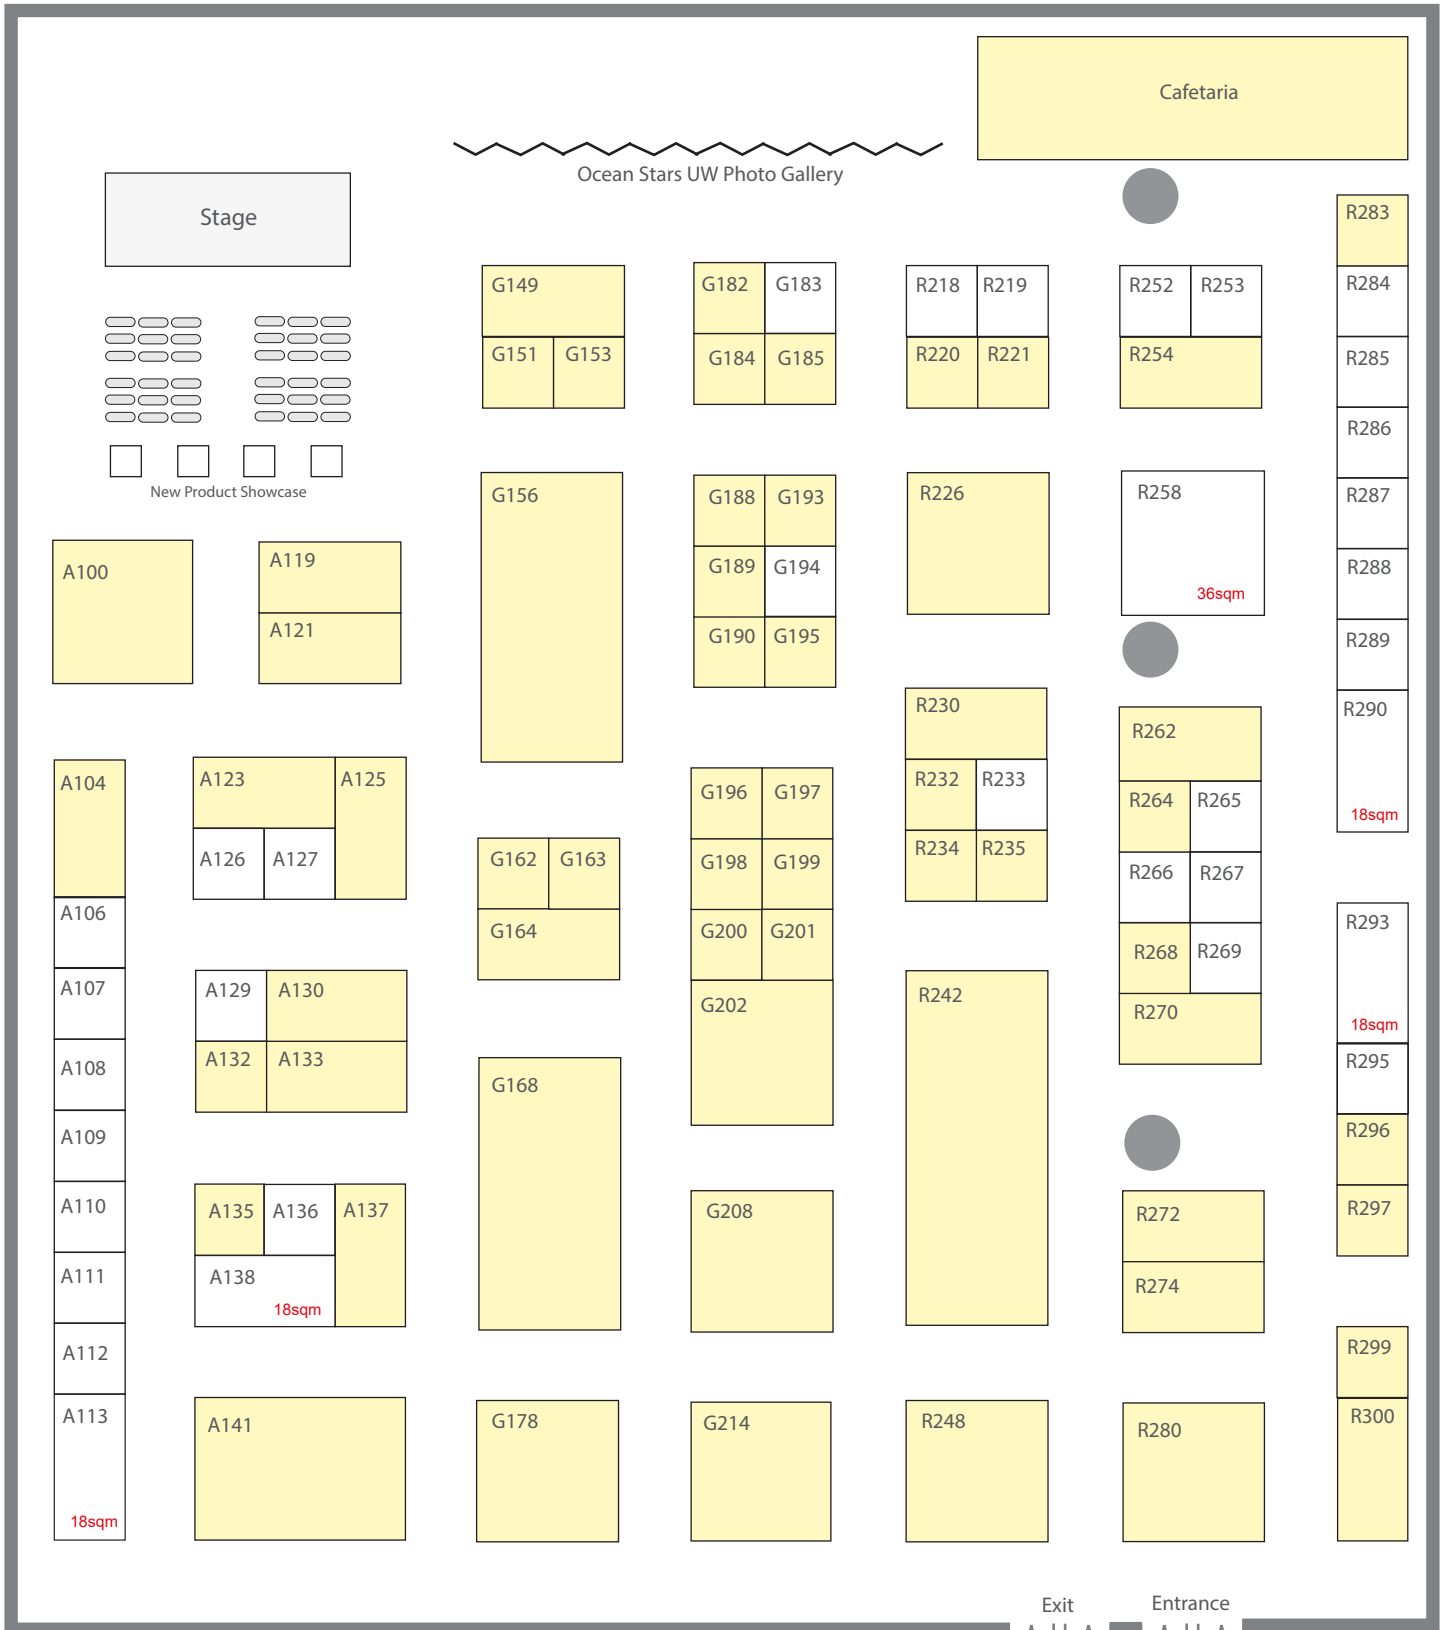 Cafetaria
Ocean Stars UW Photo Gallery
Stage
New Product Showcase
A100
A119
A121
A104
A106
A107
A108
A109
A110
A111
A112
A113
18sqm
A123
A125
A126
A127
A129
A130
A132
A133
A135
A136
A137
A138
18sqm
A141
G149
G151
G153
G156
G162
G163
G164
G168
G178
G182
G183
G184
G185
G188
G193
G189
G194
G190
G195
G196
G197
G198
G199
G200
G201
G202
G208
G214
R218
R219
R220
R221
R226
R230
R232
R233
R234
R235
R242
R248
R252
R253
R254
R258
36sqm
R262
R264
R265
R266
R267
R268
R269
R270
R272
R274
R280
R283
R284
R285
R286
R287
R288
R289
R290
18sqm
R293
18sqm
R295
R296
R297
R299
R300
Exit
Entrance